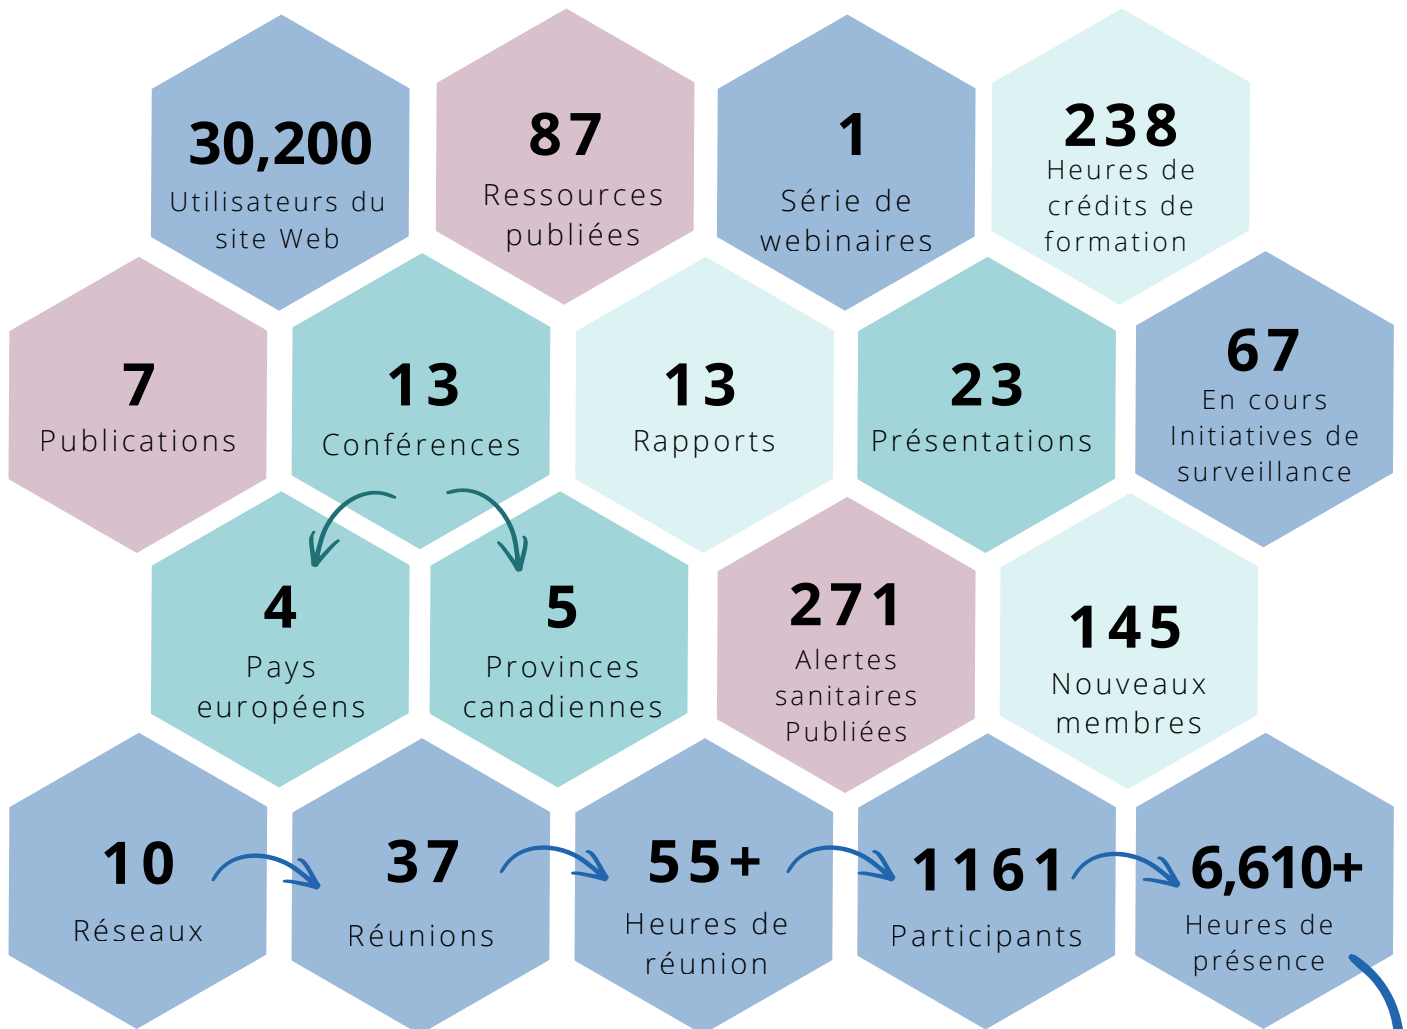 30,200
Utilisateurs du
site Web
87
Ressources
publiées
1
Série de
webinaires
238
Heures de
crédits de
formation
7
Publications
13
Conférences
13
Rapports
23
Présentations
67
En cours
Initiatives de
surveillance
4
Pays
européens
5
Provinces
canadiennes
271
Alertes
sanitaires
Publiées
145
Nouveaux
membres
10
Réseaux
37
Réunions
55+
Heures de
réunion
1161
Participants
6,610+
Heures de
présence